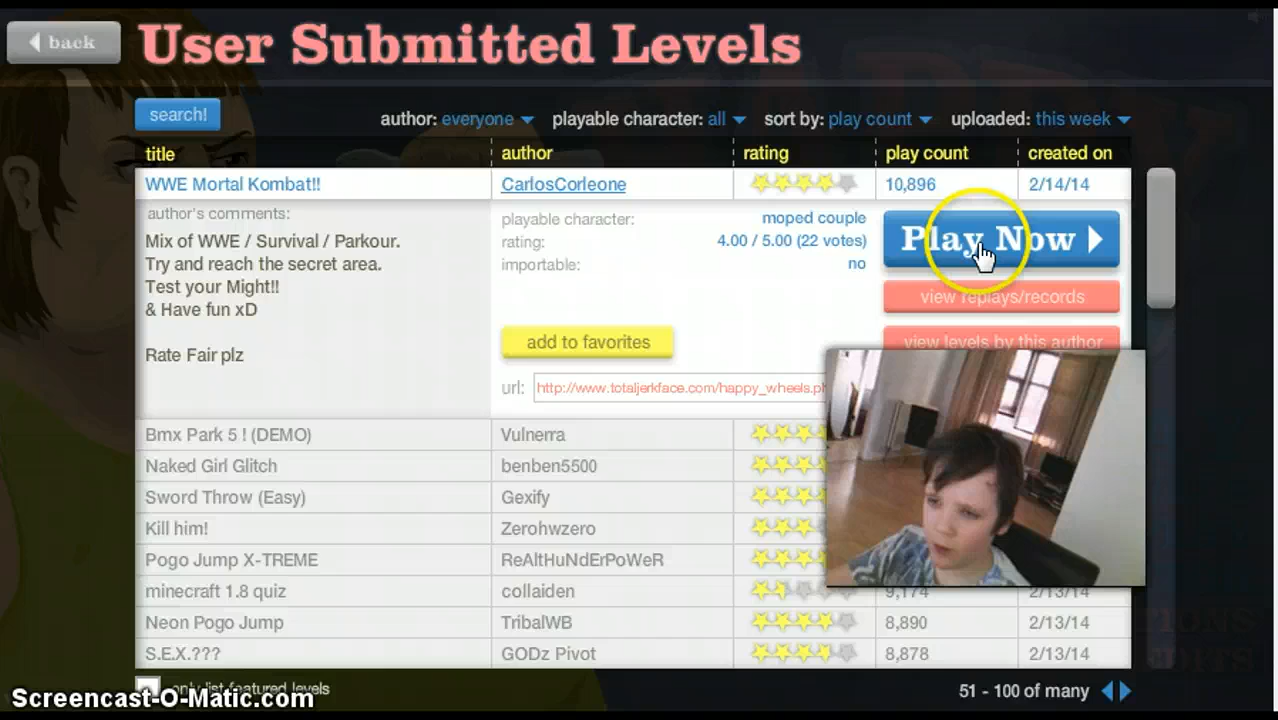 back
User Submitted Levels
search!
author: everyone playable character: all sort by: play count uploaded: this week
title author rating play count created on
WWE Mortal Kombat!! CarlosCorleone 10,896 2/14/14
author's comments:
Mix of WWE / Survival / Parkour.
Try and reach the secret area.
Test your Might!!
& Have fun xD
Rate Fair plz
playable character: moped couple
rating: 4.00 / 5.00 (22 votes)
importable: no
add to favorites
url: http://www.totaljerkface.com/happy_wheels.ph
Play Now
view replays/records
view levels by this author
Bmx Park 5 ! (DEMO) Vulnerra
Naked Girl Glitch benben5500
Sword Throw (Easy) Gexify
Kill him! Zerohwzero
Pogo Jump X-TREME ReAltHuNdErPoWeR
minecraft 1.8 quiz collaiden 9,174 2/13/14
Neon Pogo Jump TribalWB 8,890 2/13/14
S.E.X.??? GODz Pivot 8,878 2/13/14
only list featured levels
51 - 100 of many
Screencast-O-Matic.com